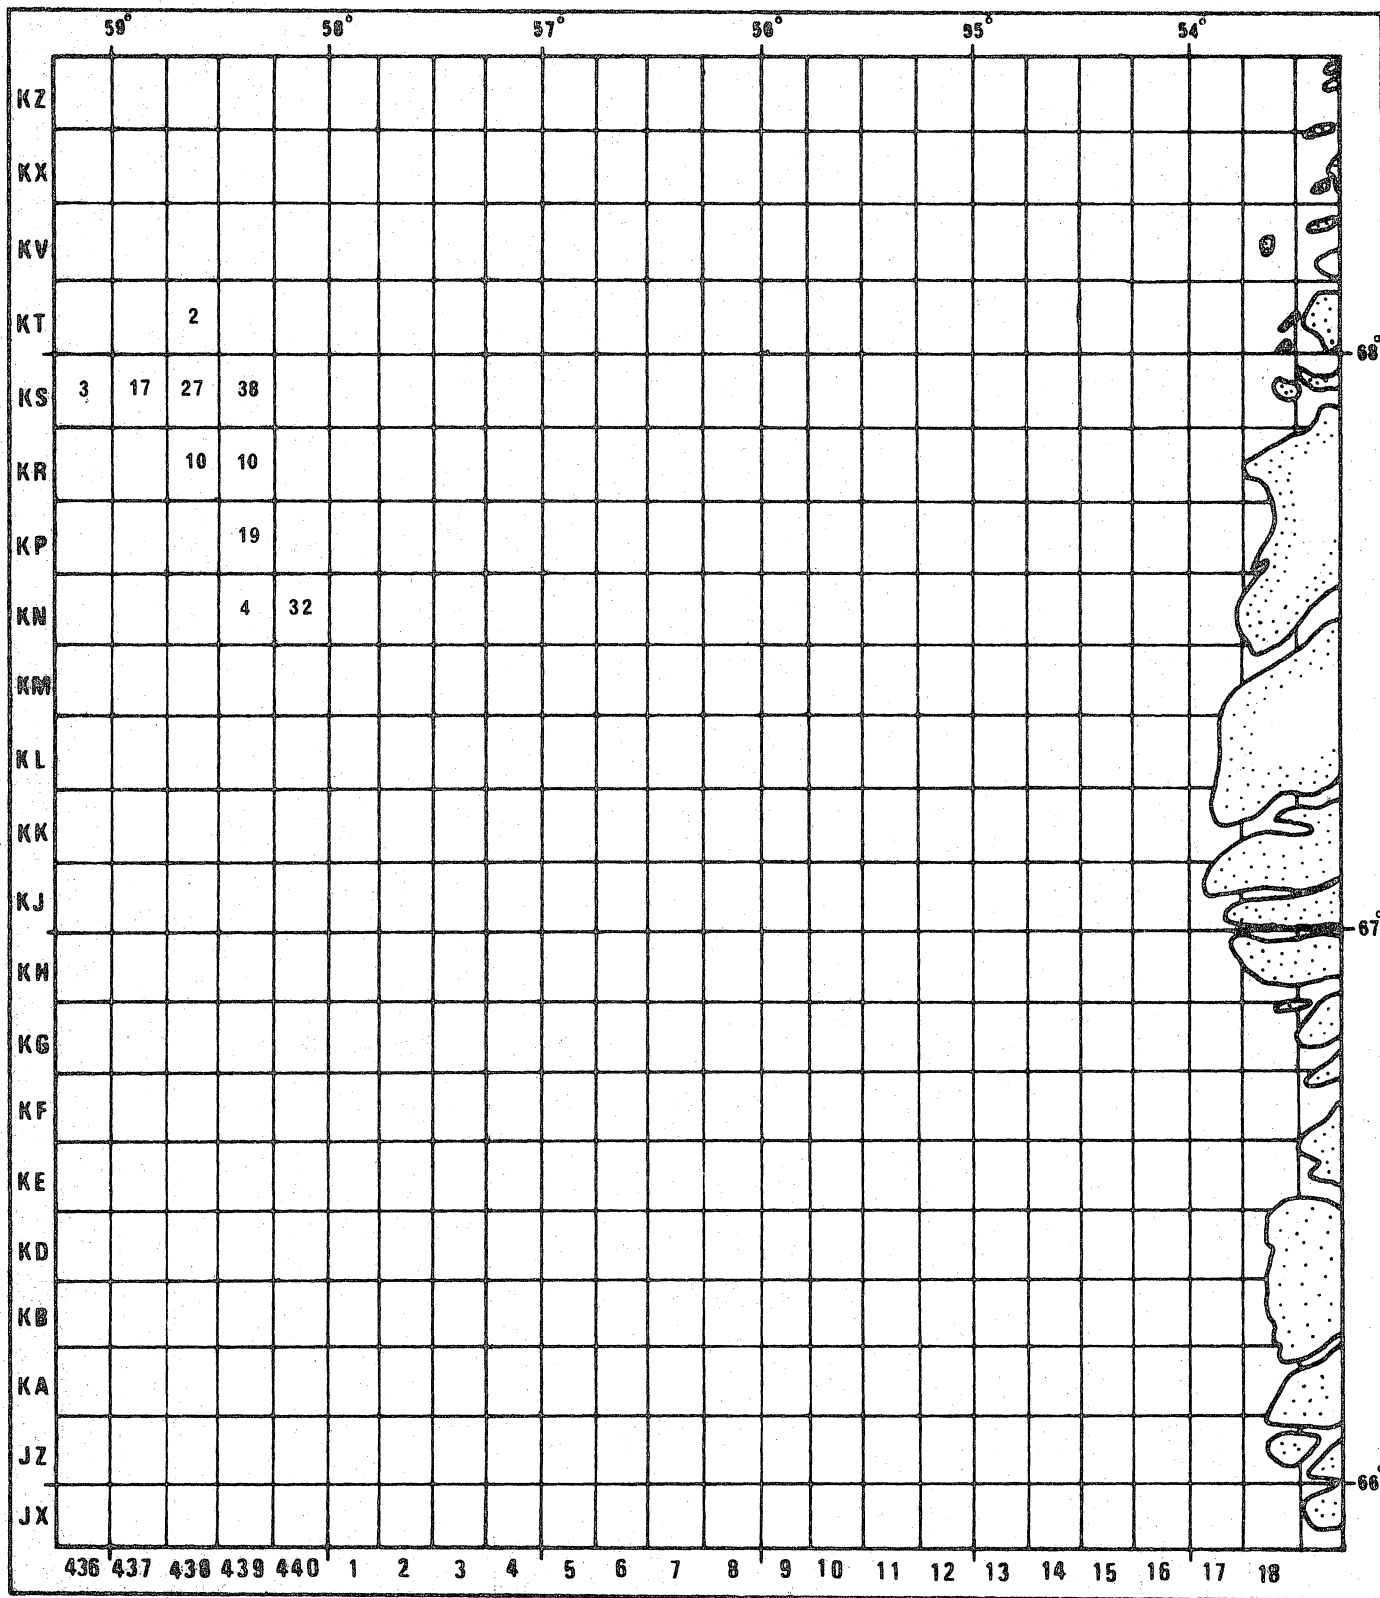 59° 58° 57° 56° 55° 54°
KZ
KX
KV
KT 2
68°
KS 3 17 27 38
KR 10 10
KP 19
KN 4 32
KM
KL
KK
KJ
67°
KH
KG
KF
KE
KD
KB
KA
JZ
66°
JX
436 437 438 439 440 1 2 3 4 5 6 7 8 9 10 11 12 13 14 15 16 17 18